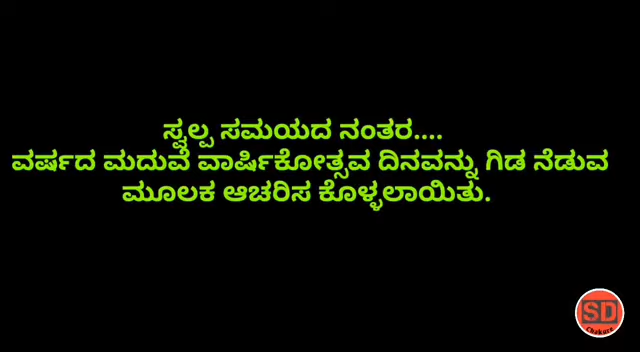 ಸ್ವಲ್ಪ ಸಮಯದ ನಂತರ....
ವರ್ಷದ ಮದುವೆ ವಾರ್ಷಿಕೋತ್ಸವ ದಿನವನ್ನು ಗಿಡ ನೆಡುವ
ಮೂಲಕ ಆಚರಿಸ ಕೊಳ್ಳಲಾಯಿತು.
SD